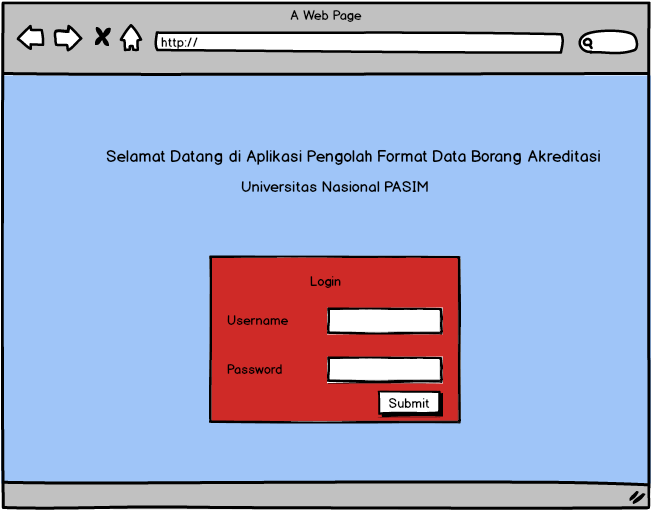 A Web Page
http://
Selamat Datang di Aplikasi Pengolah Format Data Borang Akreditasi
Universitas Nasional PASIM
Login
Username
Password
Submit